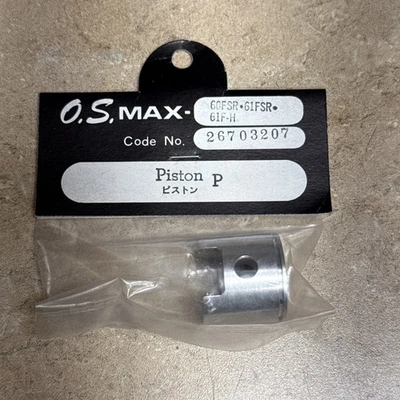 O.S. MAX- 60FSR•61FSR•
61F-H
Code No. 26703207
Piston P
ピストン